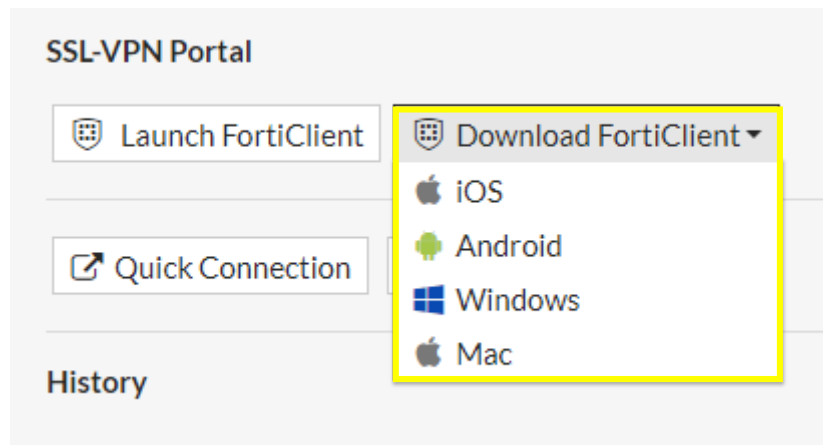 SSL-VPN Portal
Launch FortiClient
Download FortiClient
iOS
Android
Quick Connection
Windows
Mac
History